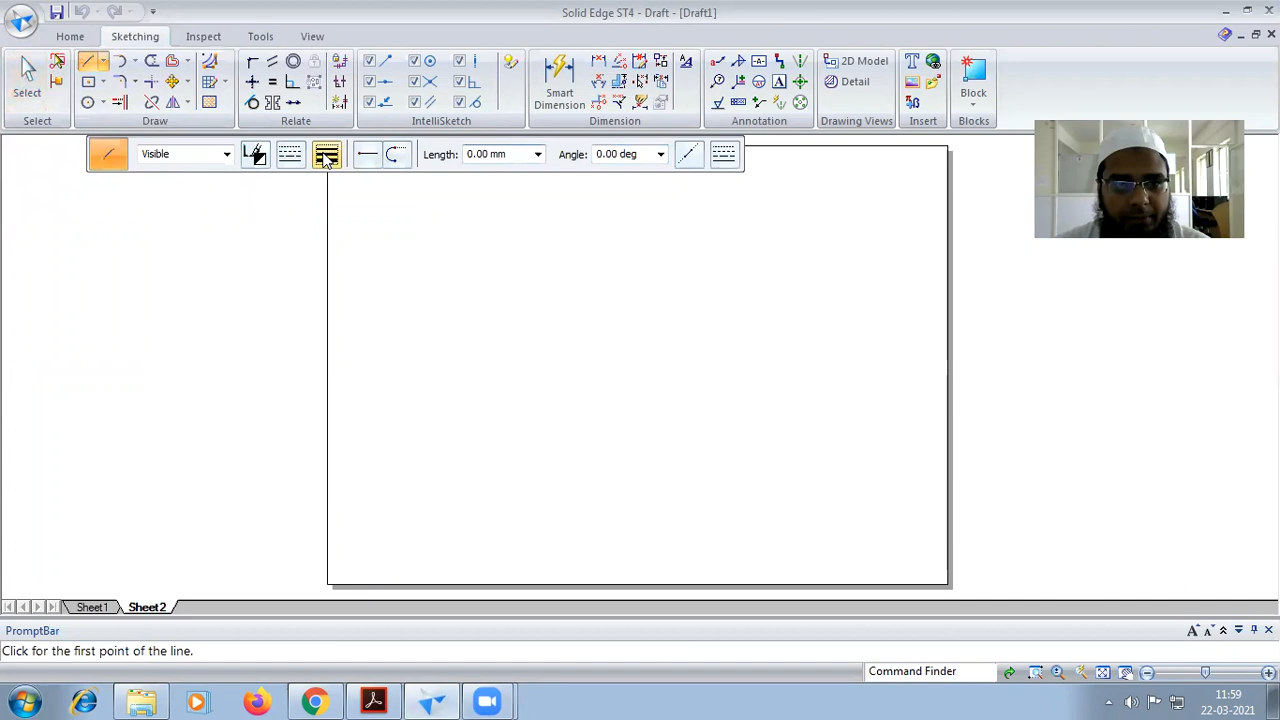 Solid Edge ST4 - Draft - [Draft1]
Home Sketching Inspect Tools View
Select
Smart
Dimension
2D Model
Detail
Block
Select Draw Relate IntelliSketch Dimension Annotation Drawing Views Insert Blocks
Visible Length: 0.00 mm Angle: 0.00 deg
Sheet1 Sheet2
PromptBar
Click for the first point of the line.
Command Finder
11:59
22-03-2021